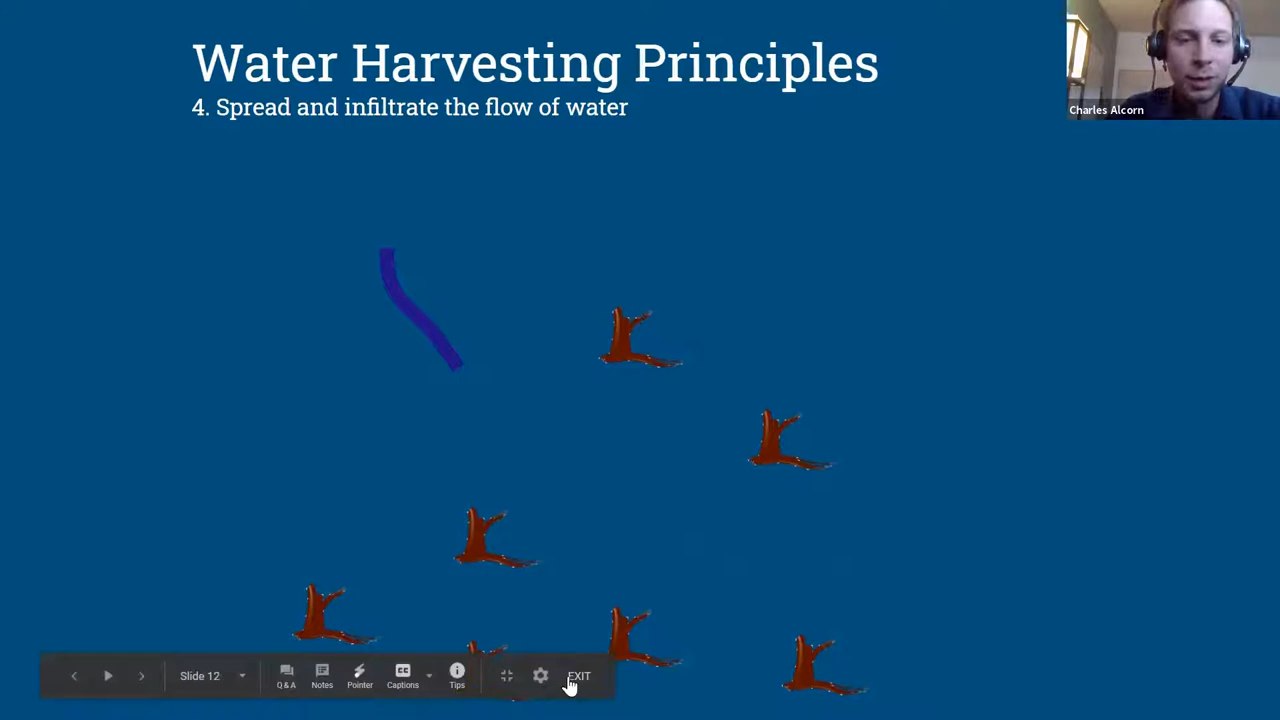 Water Harvesting Principles
4. Spread and infiltrate the flow of water
Charles Alcorn
Slide 12
Q & A
Notes
Pointer
CC
Captions
Tips
EXIT